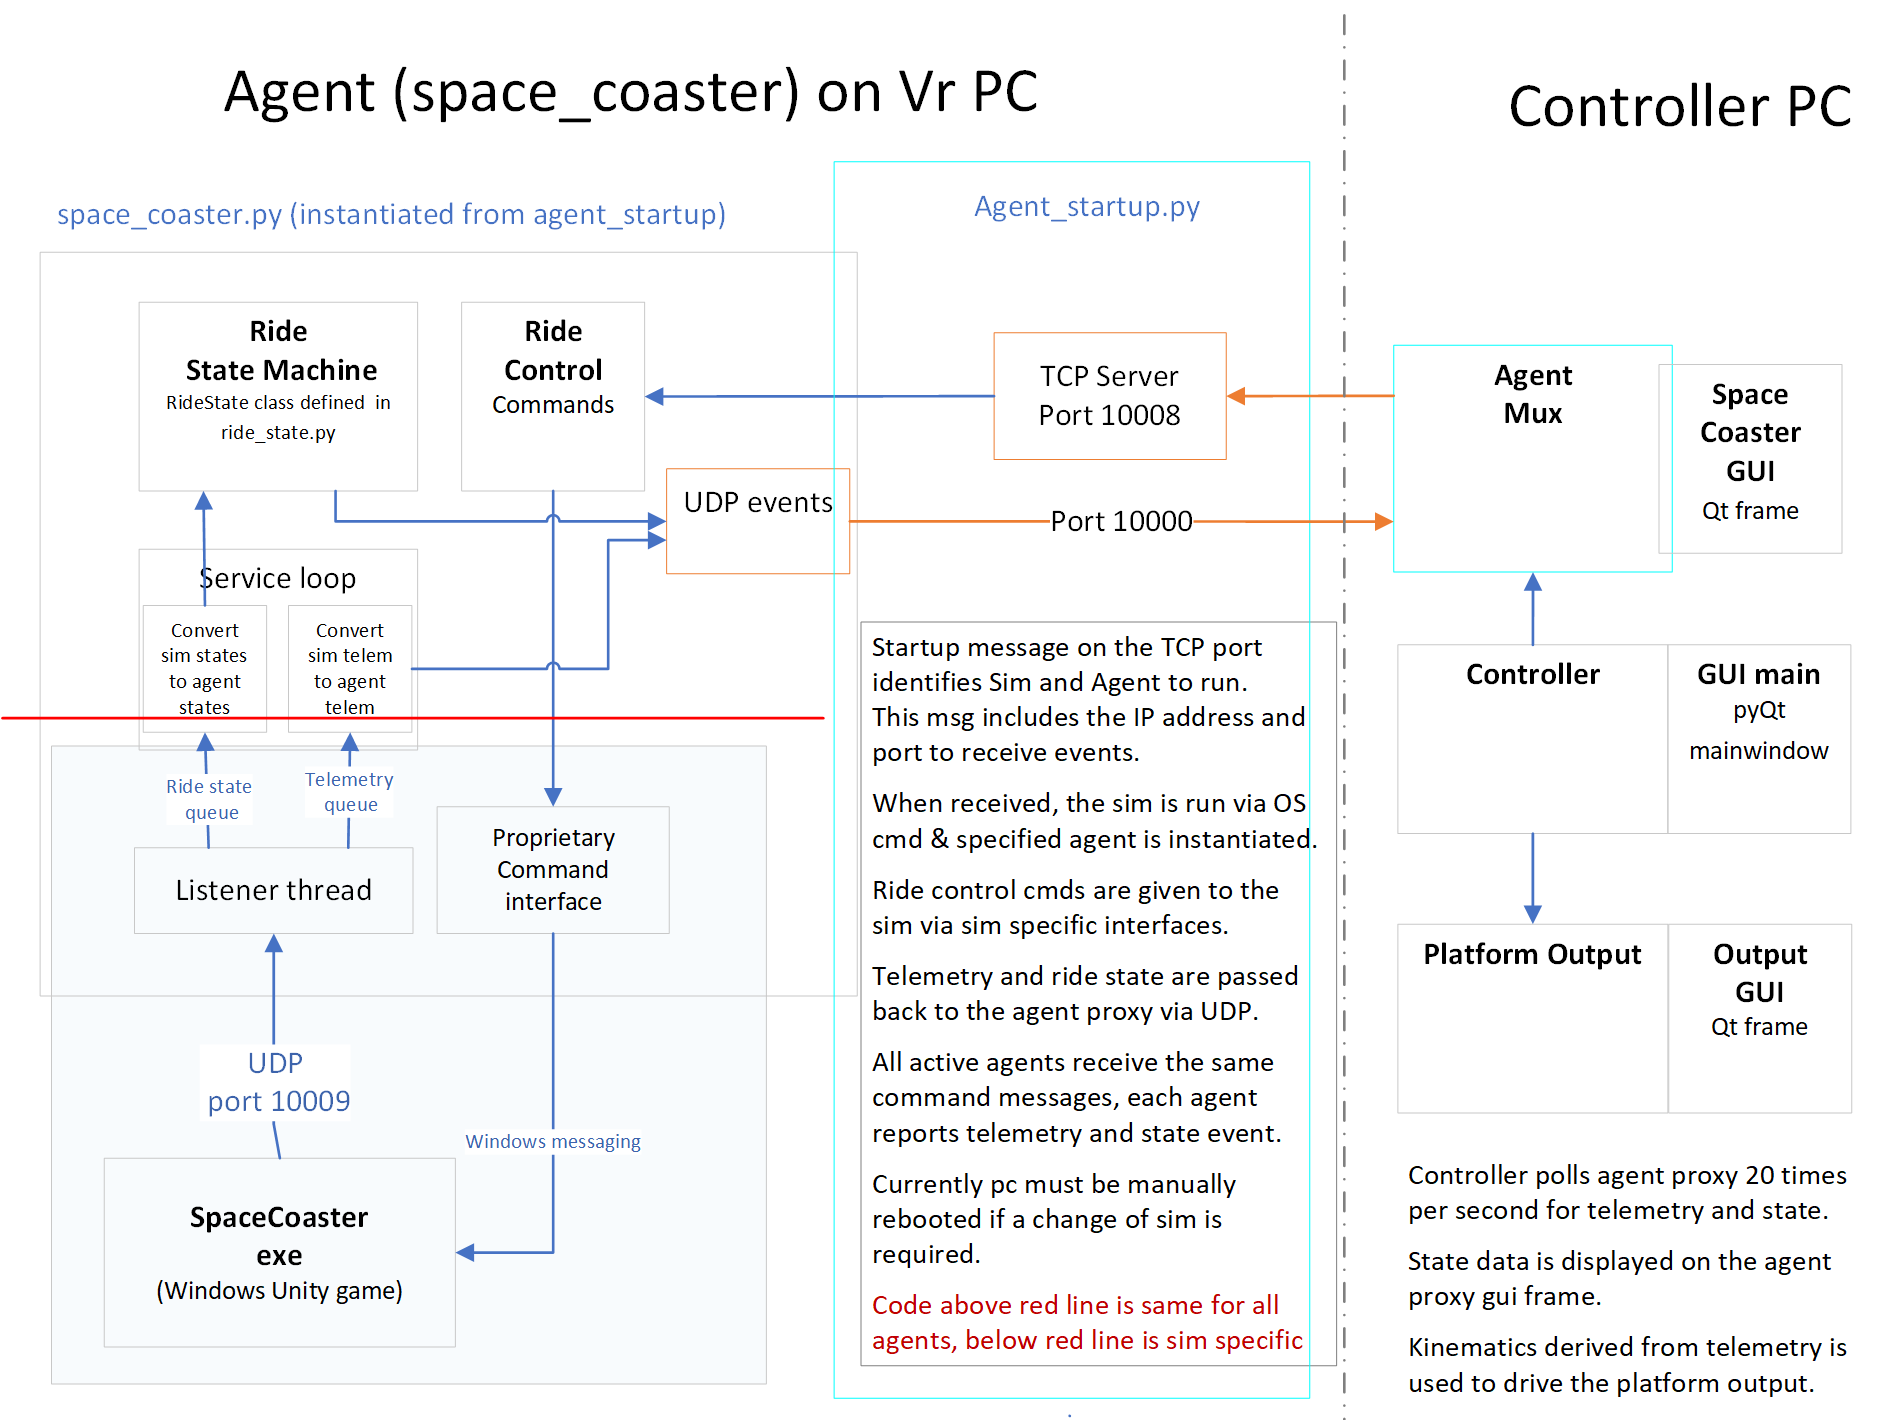 Agent (space_coaster) on Vr PC
Controller PC
space_coaster.py (instantiated from agent_startup)
Agent_startup.py
Ride
State Machine
RideState class defined  in
ride_state.py
Ride
Control
Commands
TCP Server
Port 10008
Agent
Mux
Space
Coaster
GUI
Qt frame
UDP events
Port 10000
Service loop
Convert
sim states
to agent
states
Convert
sim telem
to agent
telem
Ride state
queue
Telemetry
queue
Listener thread
Proprietary
Command
interface
UDP
port 10009
Windows messaging
SpaceCoaster
exe
(Windows Unity game)
Startup message on the TCP port
identifies Sim and Agent to run.
This msg includes the IP address and
port to receive events.
When received, the sim is run via OS
cmd & specified agent is instantiated.
Ride control cmds are given to the
sim via sim specific interfaces.
Telemetry and ride state are passed
back to the agent proxy via UDP.
All active agents receive the same
command messages, each agent
reports telemetry and state event.
Currently pc must be manually
rebooted if a change of sim is
required.
Code above red line is same for all
agents, below red line is sim specific
Controller
GUI main
pyQt
mainwindow
Platform Output
Output
GUI
Qt frame
Controller polls agent proxy 20 times
per second for telemetry and state.
State data is displayed on the agent
proxy gui frame.
Kinematics derived from telemetry is
used to drive the platform output.